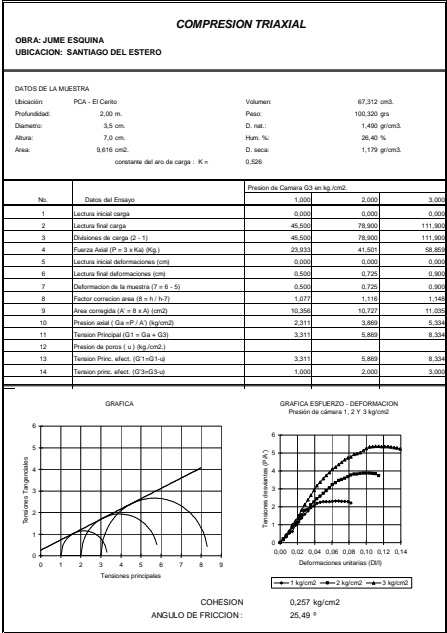 COMPRESION TRIAXIAL
OBRA: JUME ESQUINA
UBICACION: SANTIAGO DEL ESTERO
DATOS DE LA MUESTRA
Ubicación: PCA - El Cerito Volumen: 67,312 cm3.
Profundidad: 2,00 m. Peso: 100,320 grs
Diametro: 3,5 cm. D. nat.: 1,490 gr/cm3.
Altura: 7,0 cm. Hum. %: 26,40 %
Area: 9,616 cm2. D. seca: 1,179 gr/cm3.
constante del aro de carga : K = 0,526
Presion de Camara G3 en kg./cm2.
No. Datos del Ensayo 1,000 2,000 3,000
1 Lectura inicial carga 0,000 0,000 0,000
2 Lectura final carga 45,500 78,900 111,900
3 Divisiones de carga (2 - 1) 45,500 78,900 111,900
4 Fuerza Axial (P = 3 x Ka) (Kg.) 23,933 41,501 58,859
5 Lectura inicial deformaciones (cm) 0,000 0,000 0,000
6 Lectura final deformaciones (cm) 0,500 0,725 0,900
7 Deformacion de la muestra (7 = 6 - 5) 0,500 0,725 0,900
8 Factor correcion area (8 = h / h-7) 1,077 1,116 1,148
9 Area corregida (A' = 8 x A) (cm2) 10,356 10,727 11,035
10 Presion axial ( Ga =P / A') (kg/cm2) 2,311 3,869 5,334
11 Tension Principal (G1 = Ga + G3) 3,311 5,869 8,334
12 Presion de poros ( u ) (kg./cm2.)
13 Tension Princ. efect. (G'1=G1-u) 3,311 5,869 8,334
14 Tension princ. efect. (G'3=G3-u) 1,000 2,000 3,000
GRAFICA
6
5
4
3
2
1
0
0 1 2 3 4 5 6 7 8 9
Tensiones Tangenciales
Tensiones principales
GRAFICA ESFUERZO - DEFORMACION
Presión de cámara 1, 2 Y 3 kg/cm2
6
5
4
3
2
1
0
0,00 0,02 0,04 0,06 0,08 0,10 0,12 0,14
Tensiones desviantes (P/A')
Deformaciones unitarias (Dl/l)
1 kg/cm2 2 kg/cm2 3 kg/cm2
COHESION 0,257 kg/cm2
ANGULO DE FRICCION : 25,49 º